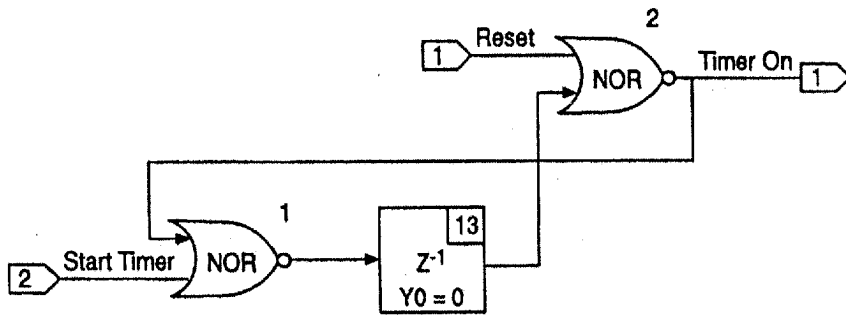 2
Reset
1
NOR
Timer On
1
1
13
Start Timer
NOR
Z-1
2
Y0 = 0